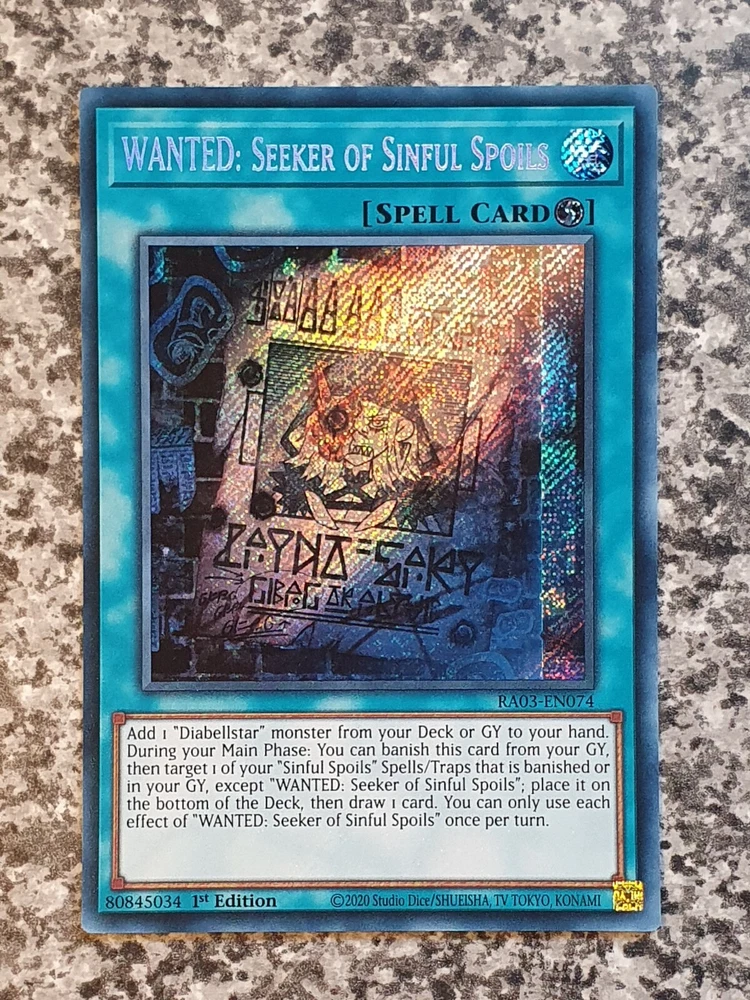 WANTED: SEEKER OF SINFUL SPOILS
[SPELL CARD]
RA03-EN074
Add 1 "Diabellstar" monster from your Deck or GY to your hand.
During your Main Phase: You can banish this card from your GY,
then target 1 of your "Sinful Spoils" Spells/Traps that is banished or
in your GY, except "WANTED: Seeker of Sinful Spoils"; place it on
the bottom of the Deck, then draw 1 card. You can only use each
effect of "WANTED: Seeker of Sinful Spoils" once per turn.
80845034 1st Edition ©2020 Studio Dice/SHUEISHA, TV TOKYO, KONAMI